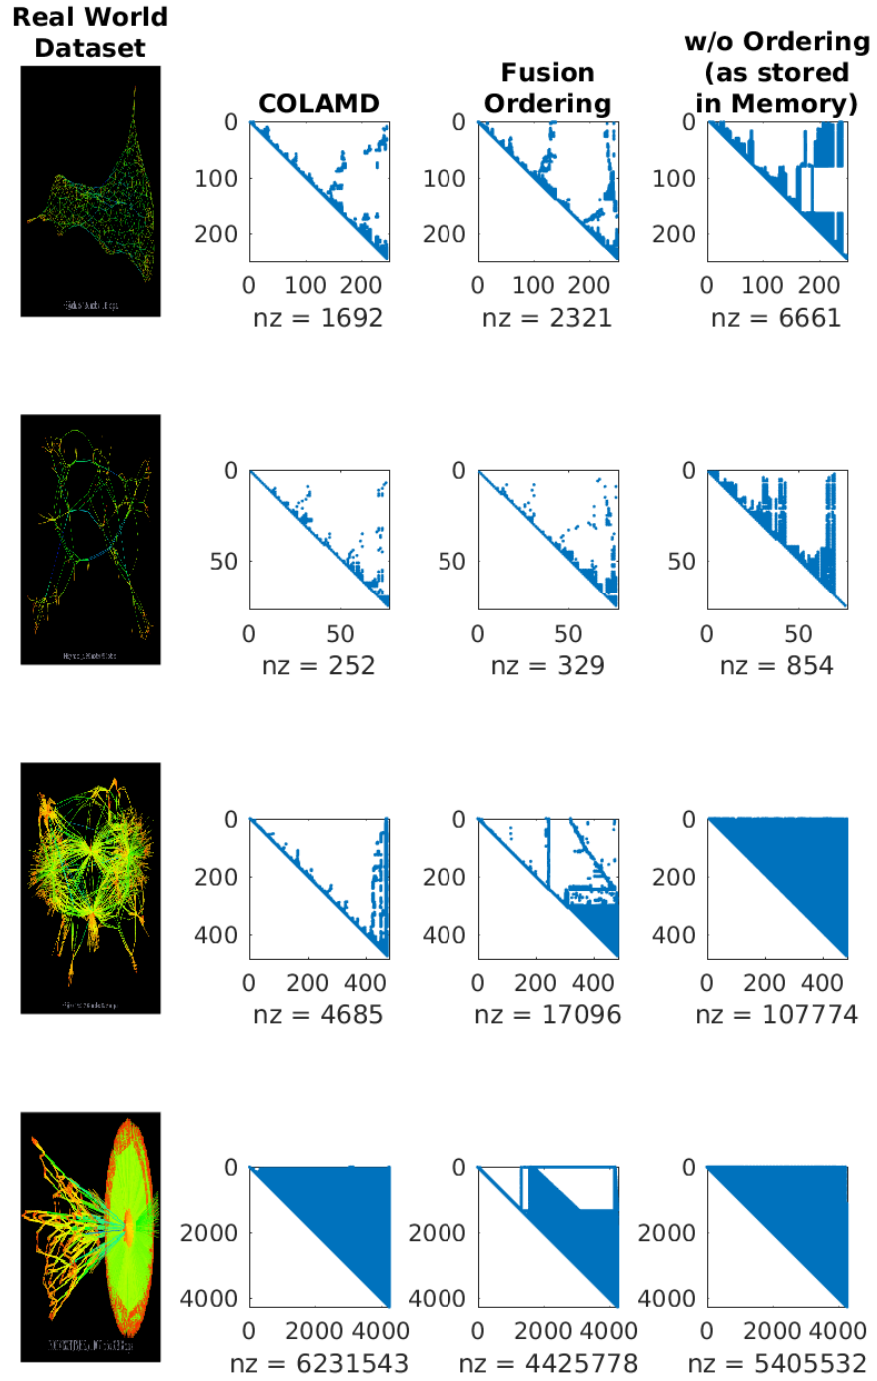 Real World
Dataset
COLAMD
Fusion
Ordering
w/o Ordering
(as stored
in Memory)
0
100
200
0 100 200
nz = 1692
0
100
200
0 100 200
nz = 2321
0
100
200
0 100 200
nz = 6661
0
50
0 50
nz = 252
0
50
0 50
nz = 329
0
50
0 50
nz = 854
0
200
400
0 200 400
nz = 4685
0
200
400
0 200 400
nz = 17096
0
200
400
0 200 400
nz = 107774
0
2000
4000
0 2000 4000
nz = 6231543
0
2000
4000
0 2000 4000
nz = 4425778
0
2000
4000
0 2000 4000
nz = 5405532